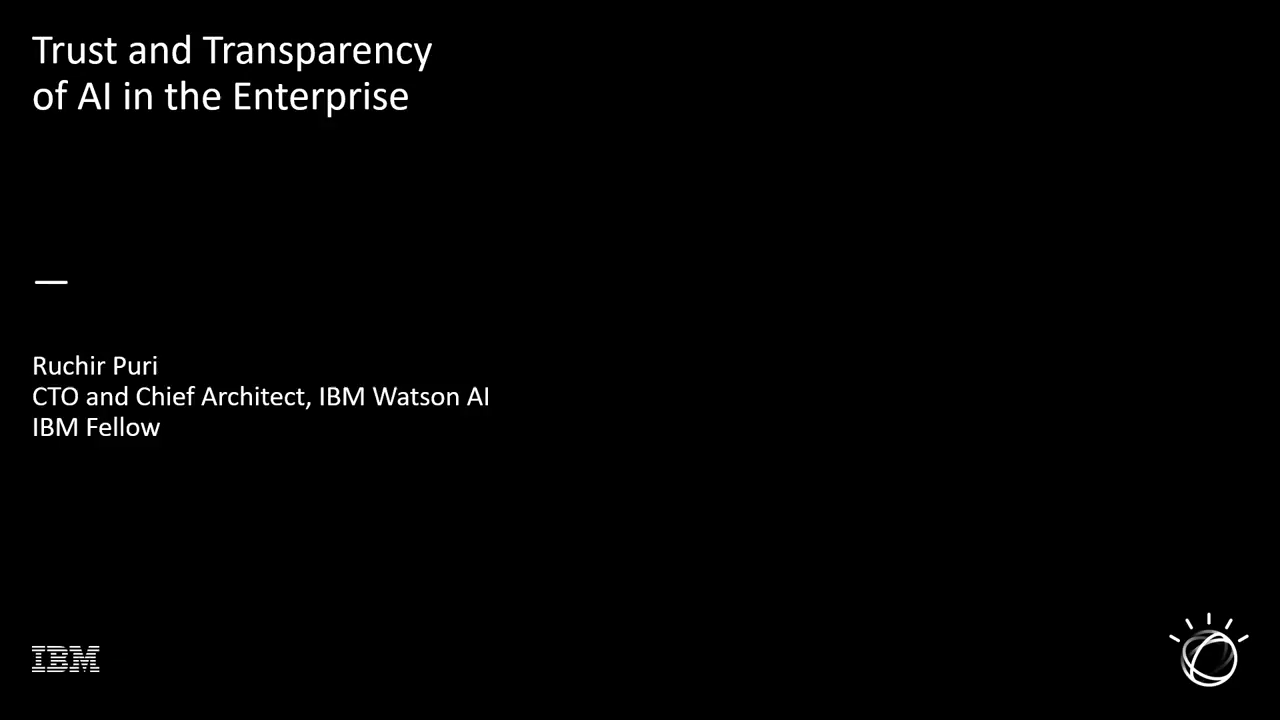 Trust and Transparency
of AI in the Enterprise
Ruchir Puri
CTO and Chief Architect, IBM Watson AI
IBM Fellow
IBM